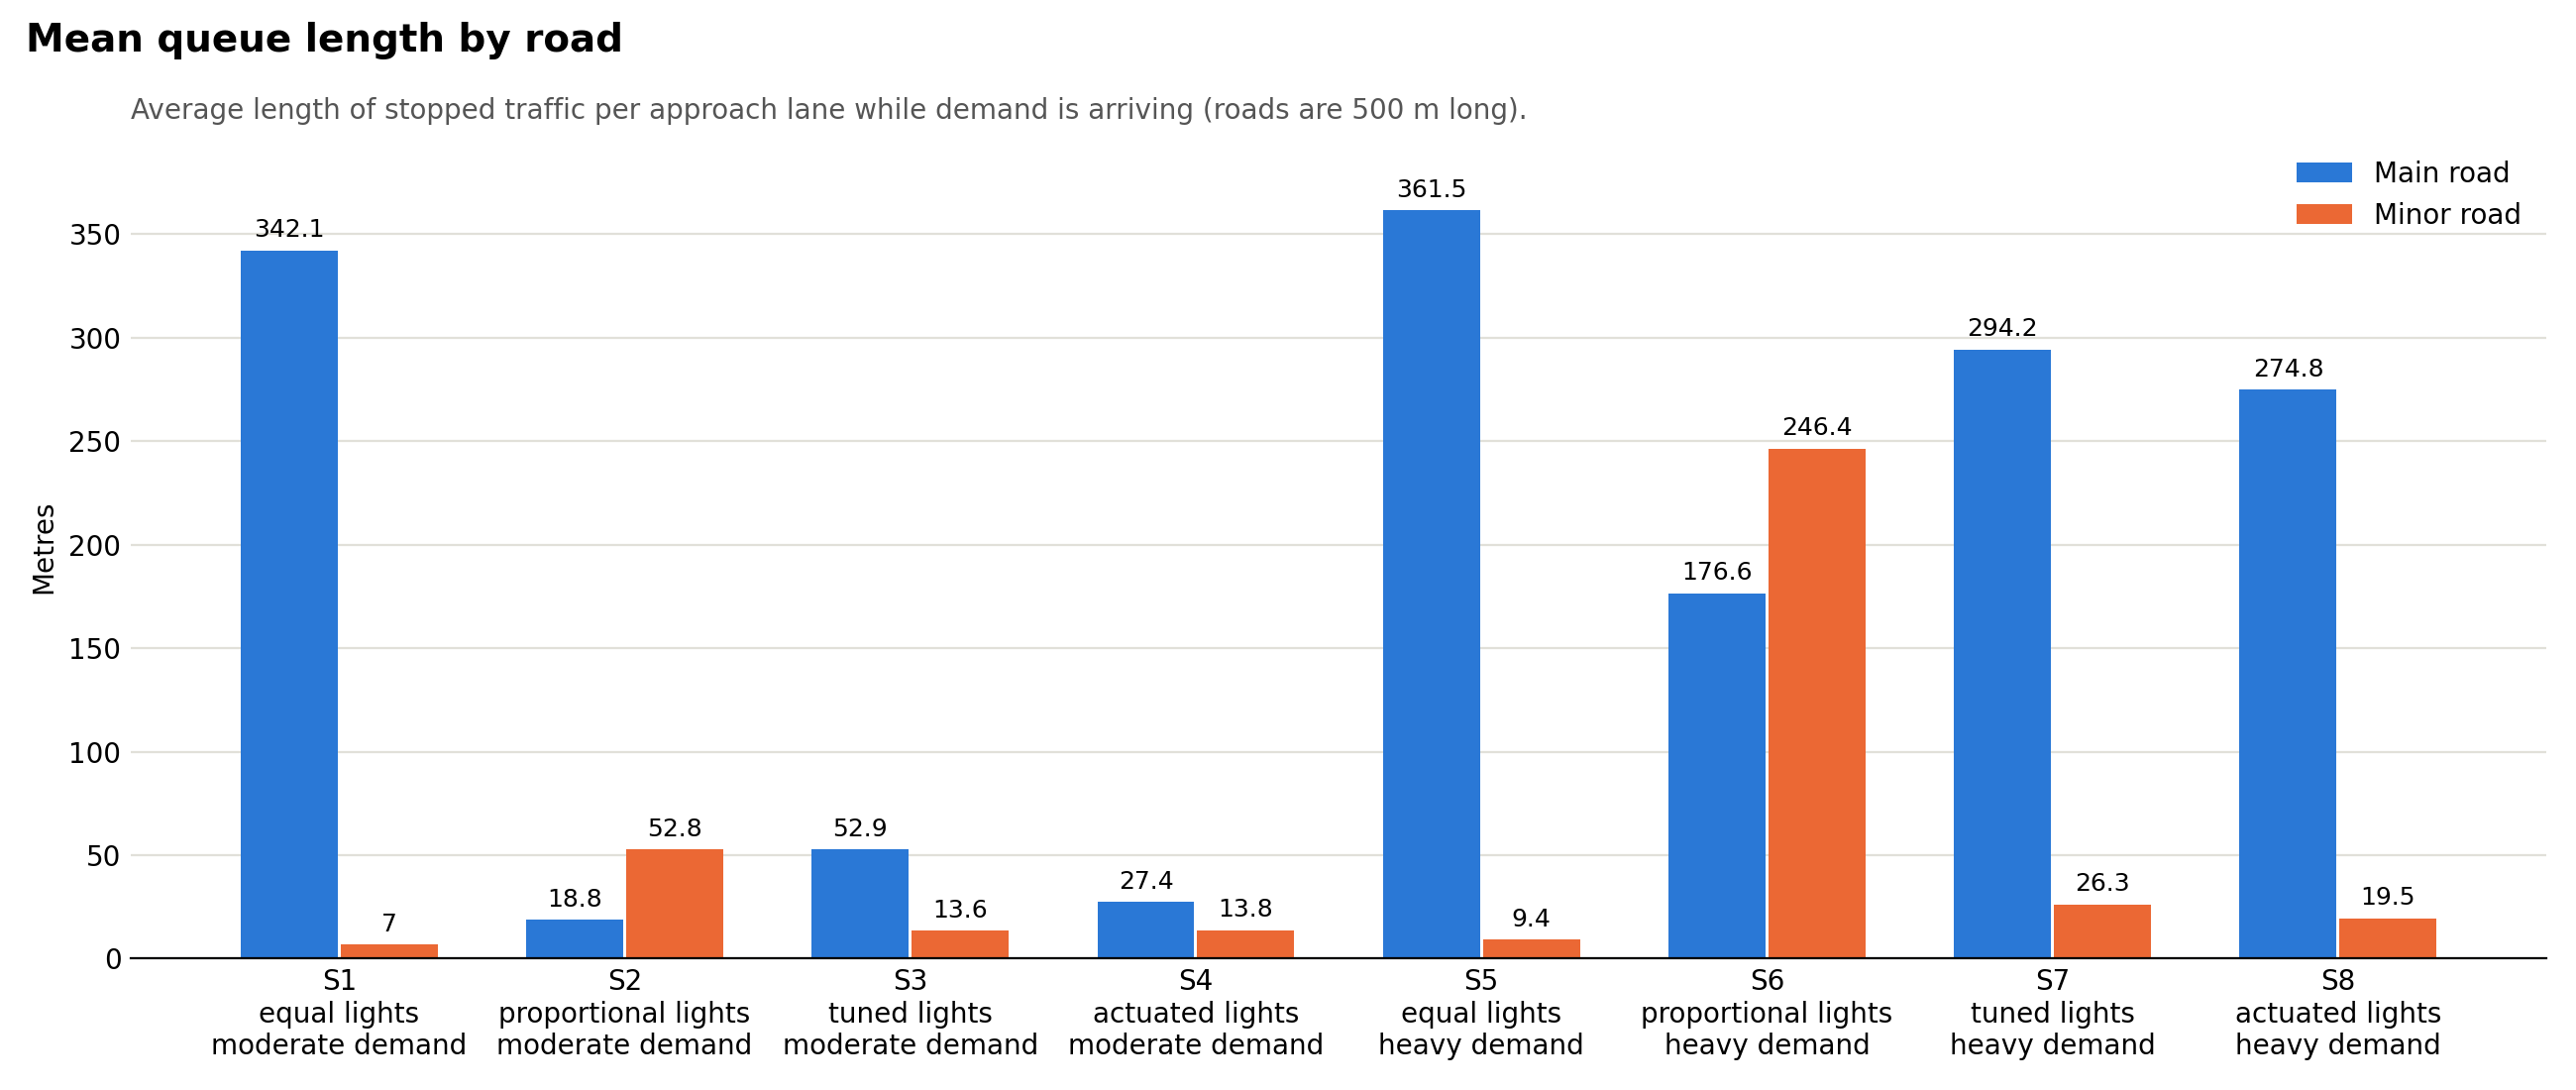 Mean queue length by road
Average length of stopped traffic per approach lane while demand is arriving (roads are 500 m long).
Main road
Minor road
Metres
350
300
250
200
150
100
50
0
342.1
7
18.8
52.8
52.9
13.6
27.4
13.8
361.5
9.4
176.6
246.4
294.2
26.3
274.8
19.5
S1
equal lights
moderate demand
S2
proportional lights
moderate demand
S3
tuned lights
moderate demand
S4
actuated lights
moderate demand
S5
equal lights
heavy demand
S6
proportional lights
heavy demand
S7
tuned lights
heavy demand
S8
actuated lights
heavy demand